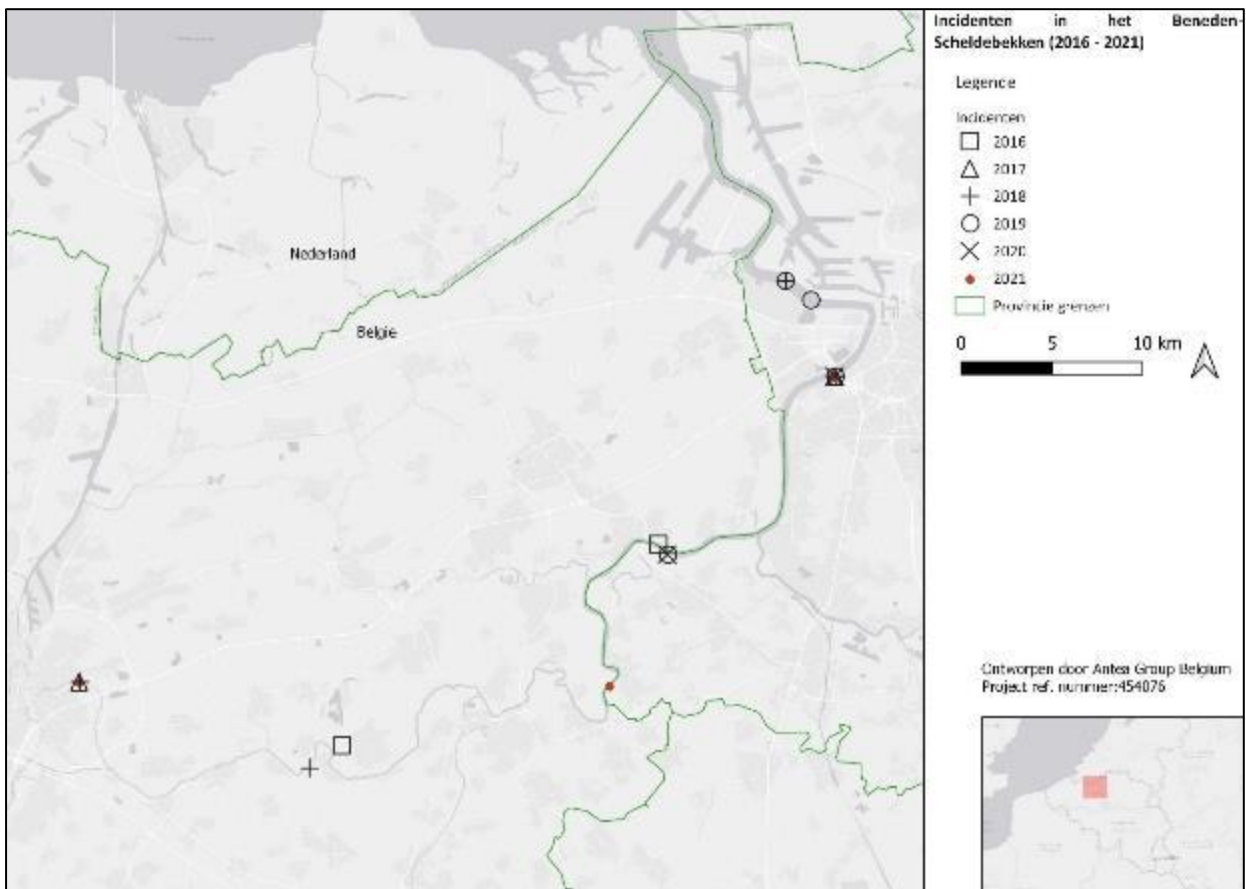 Incidenten in het Beneden-
Scheldebekken (2016 - 2021)
Legende
Incidenten
2016
2017
2018
2019
2020
2021
Provincie grenzen
0 5 10 km
Nederland
Belgie
Ontworpen door Antea Group Belgium
Project ref. nummer:454076